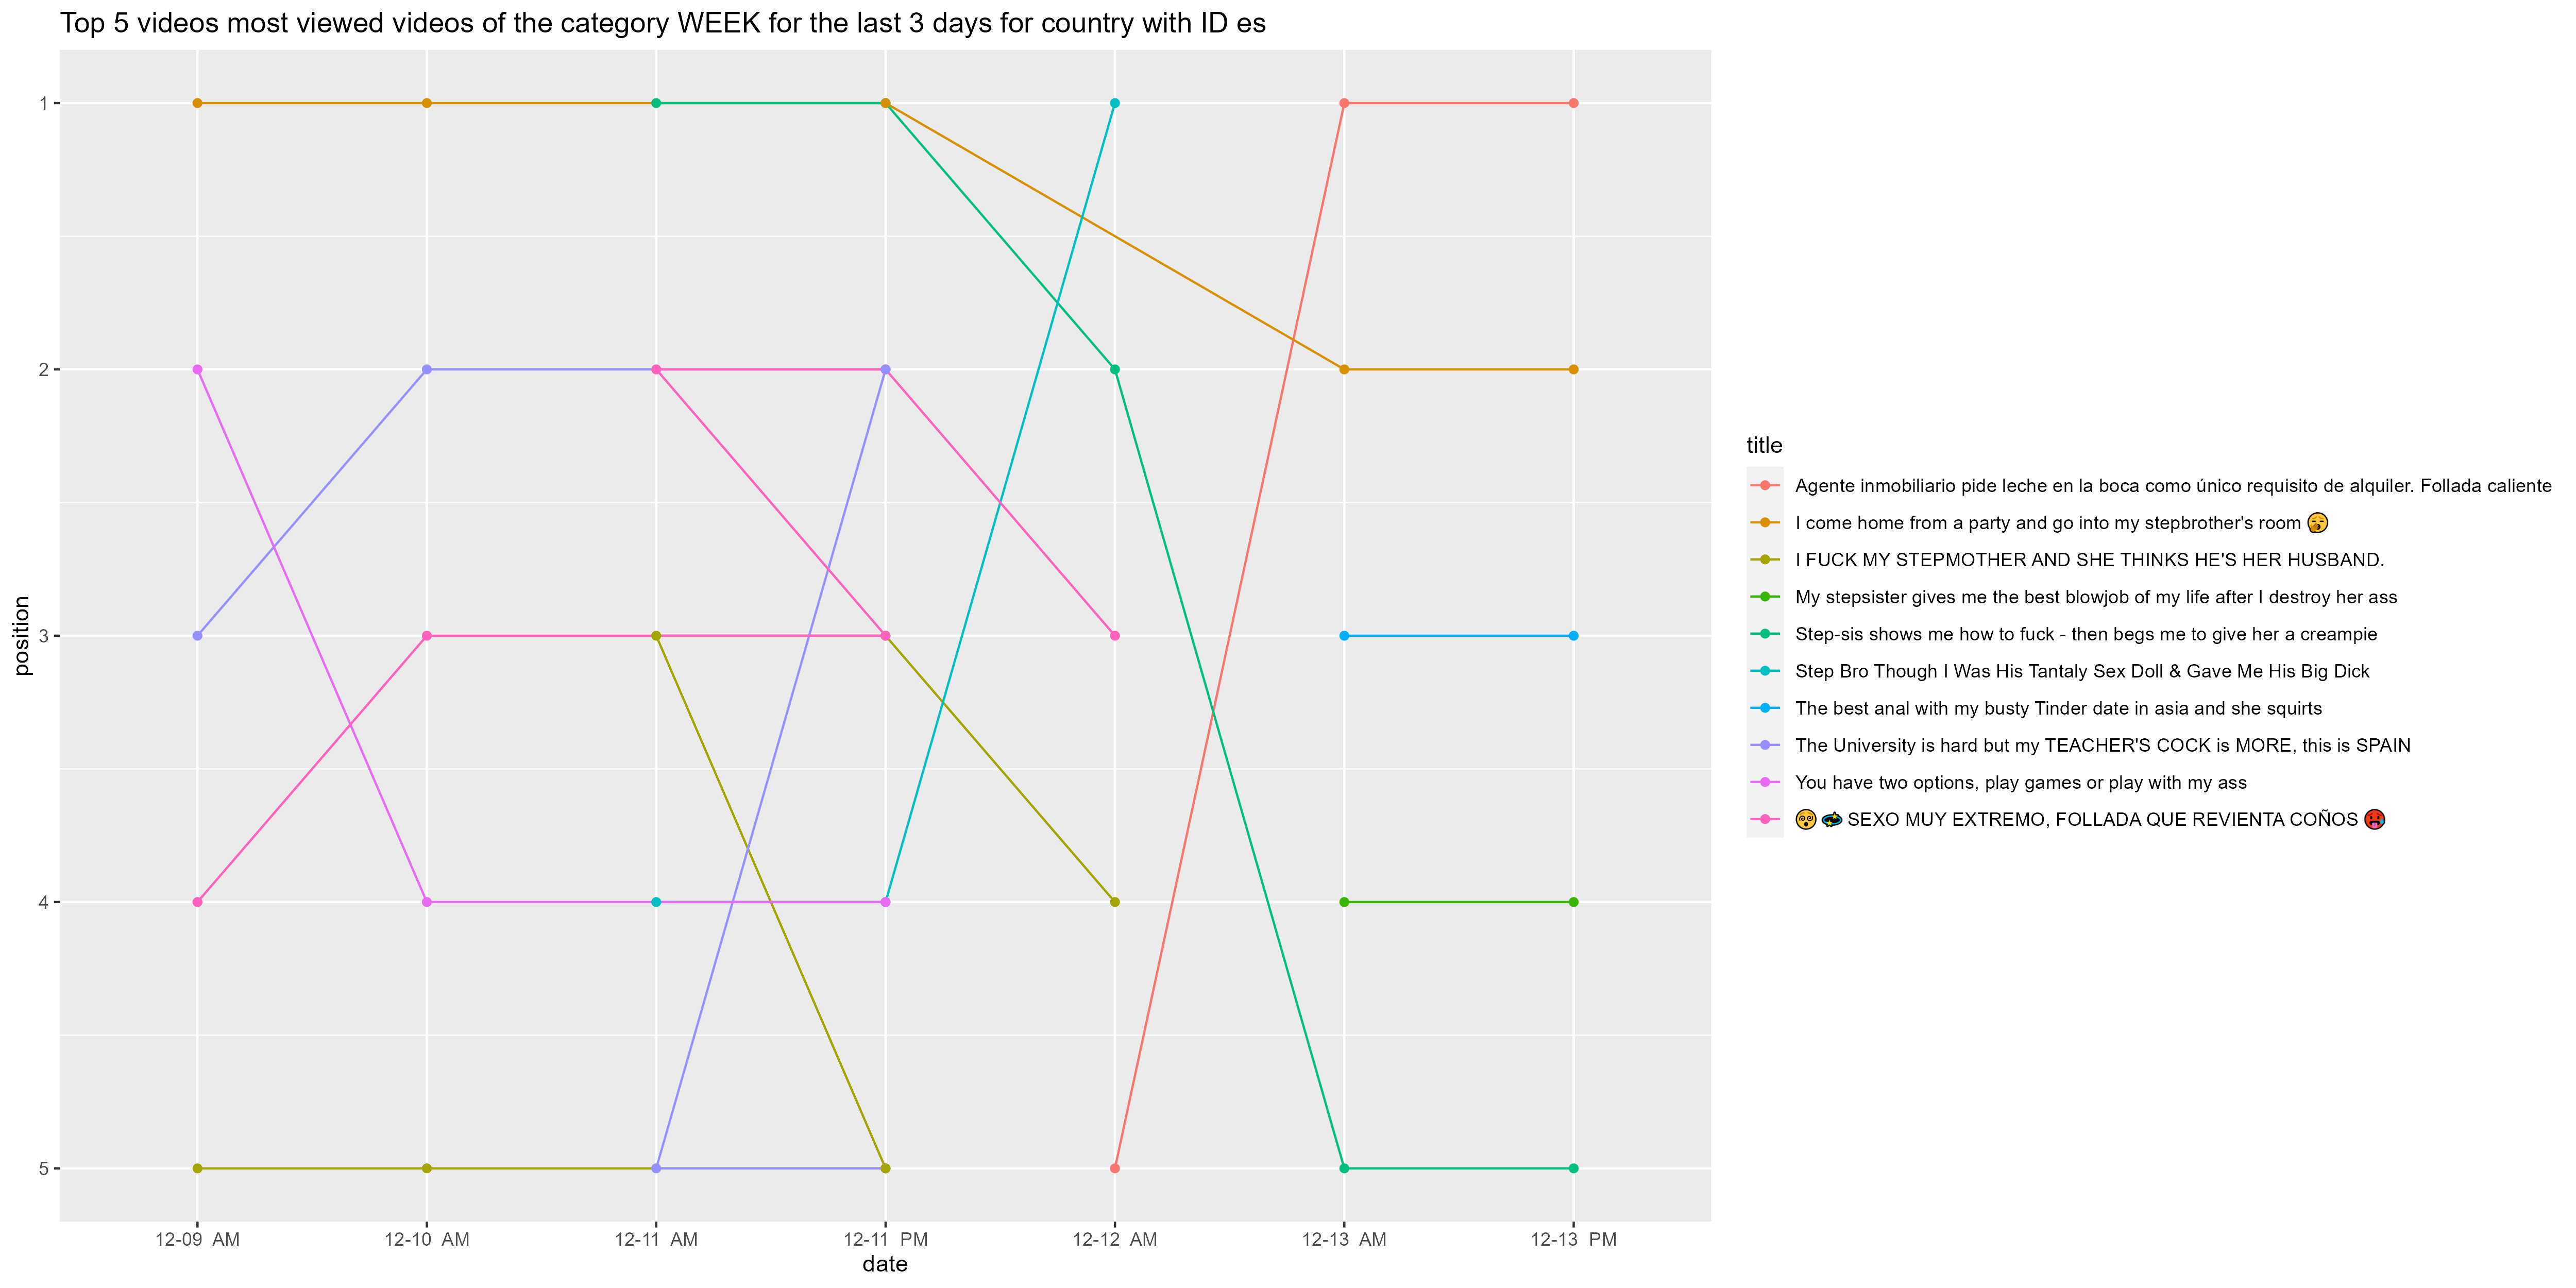 Top 5 videos most viewed videos of the category WEEK for the last 3 days for country with ID es
1
2
3
4
5
position
12-09 AM
12-10 AM
12-11 AM
12-11 PM
12-12 AM
12-13 AM
12-13 PM
date
title
Agente inmobiliario pide leche en la boca como único requisito de alquiler. Follada caliente
I come home from a party and go into my stepbrother's room 🥱
I FUCK MY STEPMOTHER AND SHE THINKS HE'S HER HUSBAND.
My stepsister gives me the best blowjob of my life after I destroy her ass
Step-sis shows me how to fuck - then begs me to give her a creampie
Step Bro Though I Was His Tantaly Sex Doll & Gave Me His Big Dick
The best anal with my busty Tinder date in asia and she squirts
The University is hard but my TEACHER'S COCK is MORE, this is SPAIN
You have two options, play games or play with my ass
😵‍💫 SEXO MUY EXTREMO, FOLLADA QUE REVIENTA COÑOS 🥵